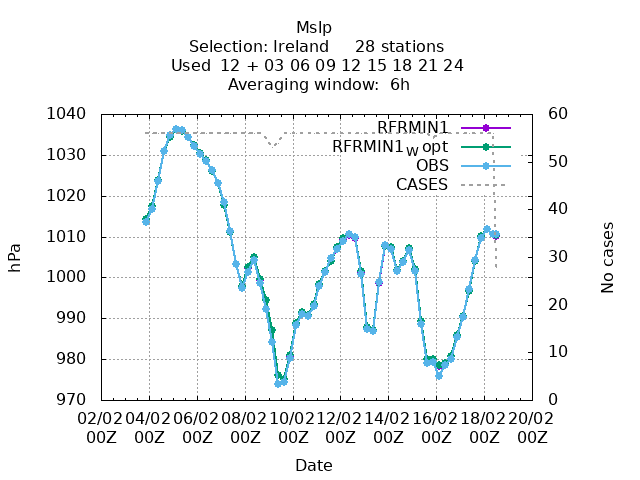 Mslp
Selection: Ireland     28 stations
Used  12 + 03 06 09 12 15 18 21 24
Averaging window:  6h
RFRMIN1
RFRMIN1W opt
OBS
CASES
hPa
1040
1030
1020
1010
1000
990
980
970
No cases
60
50
40
30
20
10
0
02/02 04/02 06/02 08/02 10/02 12/02 14/02 16/02 18/02 20/02
00Z 00Z 00Z 00Z 00Z 00Z 00Z 00Z 00Z 00Z
Date